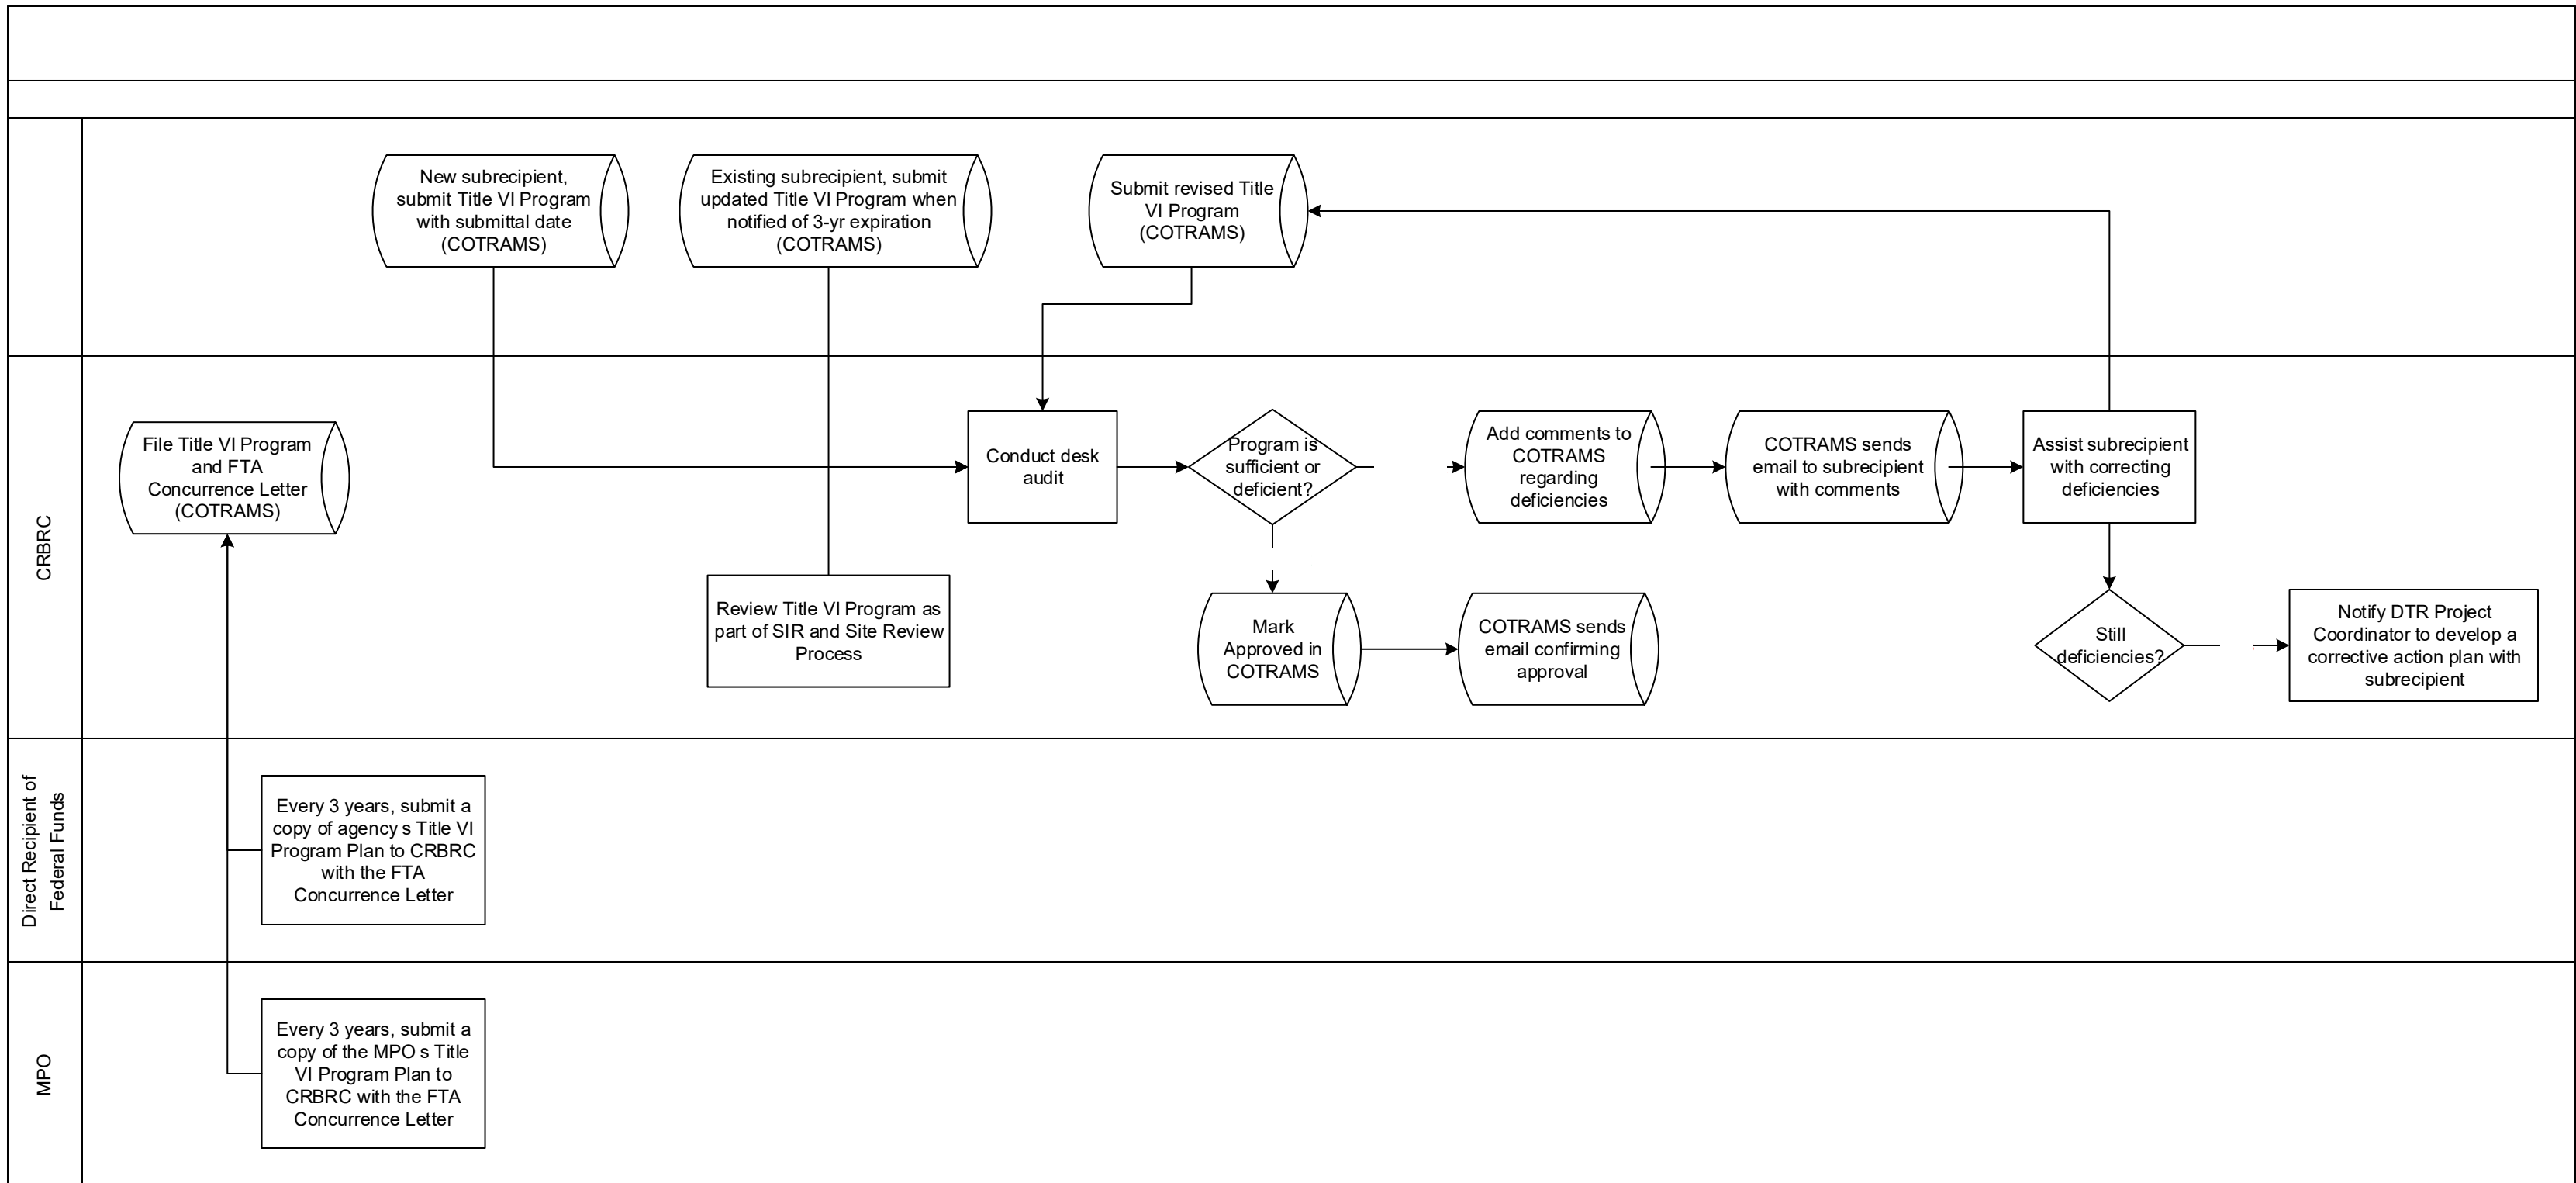 New subrecipient,
submit Title VI Program
with submittal date
(COTRAMS)
Existing subrecipient, submit
updated Title VI Program when
notified of 3-yr expiration
(COTRAMS)
Submit revised Title
VI Program
(COTRAMS)
CRBRC
File Title VI Program
and FTA
Concurrence Letter
(COTRAMS)
Conduct desk
audit
Program is
sufficient or
deficient?
Add comments to
COTRAMS
regarding
deficiencies
COTRAMS sends
email to subrecipient
with comments
Assist subrecipient
with correcting
deficiencies
Review Title VI Program as
part of SIR and Site Review
Process
Mark
Approved in
COTRAMS
COTRAMS sends
email confirming
approval
Still
deficiencies?
Notify DTR Project
Coordinator to develop a
corrective action plan with
subrecipient
Direct Recipient of
Federal Funds
Every 3 years, submit a
copy of agency s Title VI
Program Plan to CRBRC
with the FTA
Concurrence Letter
MPO
Every 3 years, submit a
copy of the MPO s Title
VI Program Plan to
CRBRC with the FTA
Concurrence Letter